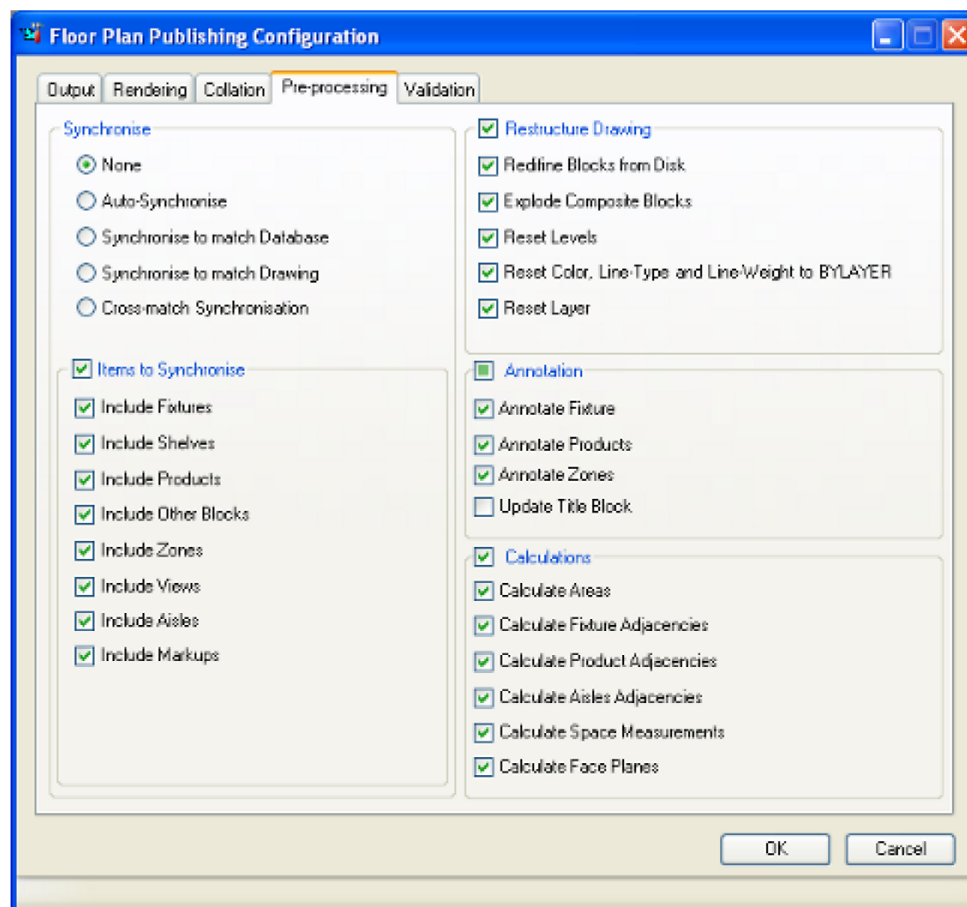 Floor Plan Publishing Configuration
Output Rendering Collation Pre-processing Validation
Synchronise
None
Auto-Synchronise
Synchronise to match Database
Synchronise to match Drawing
Cross-match Synchronisation
Items to Synchronise
Include Fixtures
Include Shelves
Include Products
Include Other Blocks
Include Zones
Include Views
Include Aisles
Include Markups
Restructure Drawing
Redifine Blocks from Disk
Explode Composite Blocks
Reset Levels
Reset Color, Line-Type and Line-Weight to BYLAYER
Reset Layer
Annotation
Annotate Fixture
Annotate Products
Annotate Zones
Update Title Block
Calculations
Calculate Areas
Calculate Fixture Adjacencies
Calculate Product Adjacencies
Calculate Aisles Adjacencies
Calculate Space Measurements
Calculate Face Planes
OK Cancel